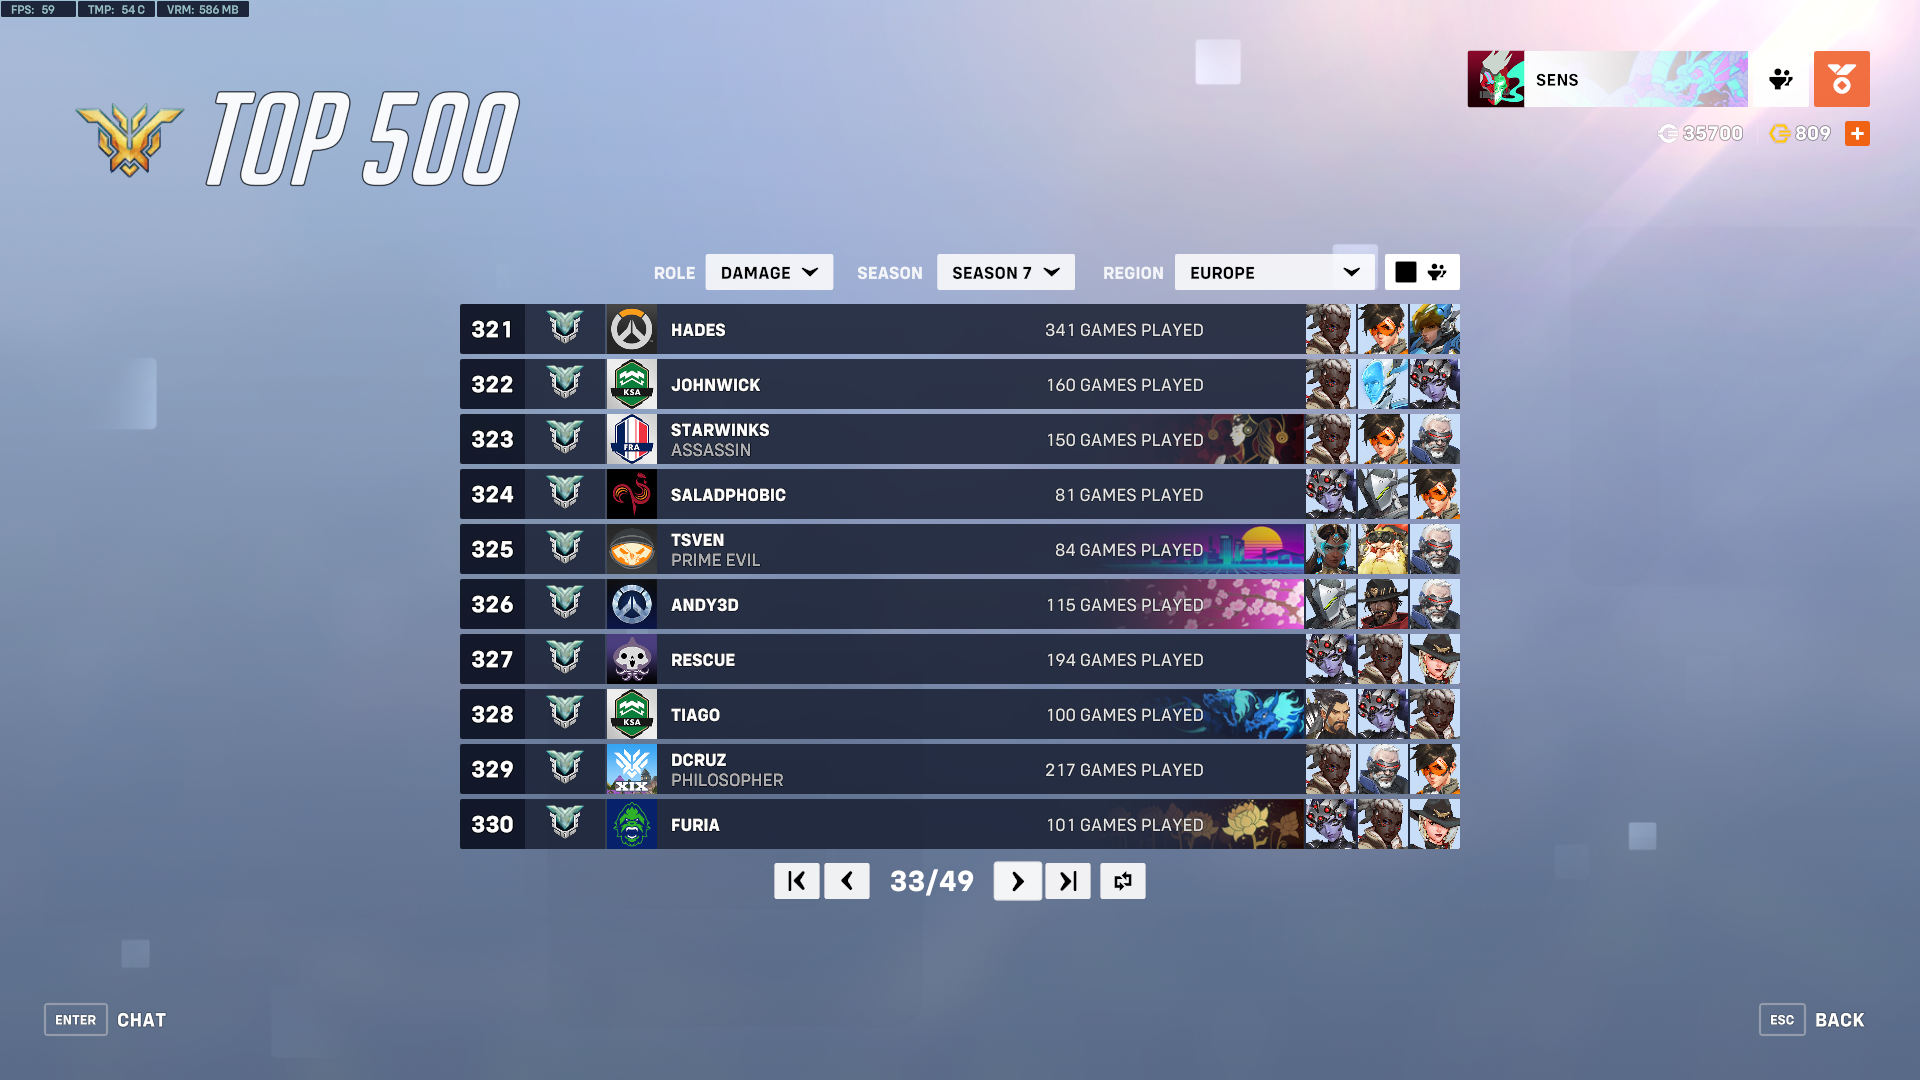 FPS: 59 TMP: 54 C VRM: 586 MB
TOP 500
SENS
35700 809
ROLE DAMAGE SEASON SEASON 7 REGION EUROPE
321 HADES 341 GAMES PLAYED
322 KSA JOHNWICK 160 GAMES PLAYED
323 FRA STARWINKS 150 GAMES PLAYED
ASSASSIN
324 SALADPHOBIC 81 GAMES PLAYED
325 TSVEN 84 GAMES PLAYED
PRIME EVIL
326 ANDY3D 115 GAMES PLAYED
327 RESCUE 194 GAMES PLAYED
328 KSA TIAGO 100 GAMES PLAYED
329 XIX DCRUZ 217 GAMES PLAYED
PHILOSOPHER
330 FURIA 101 GAMES PLAYED
33/49
ENTER CHAT
ESC BACK